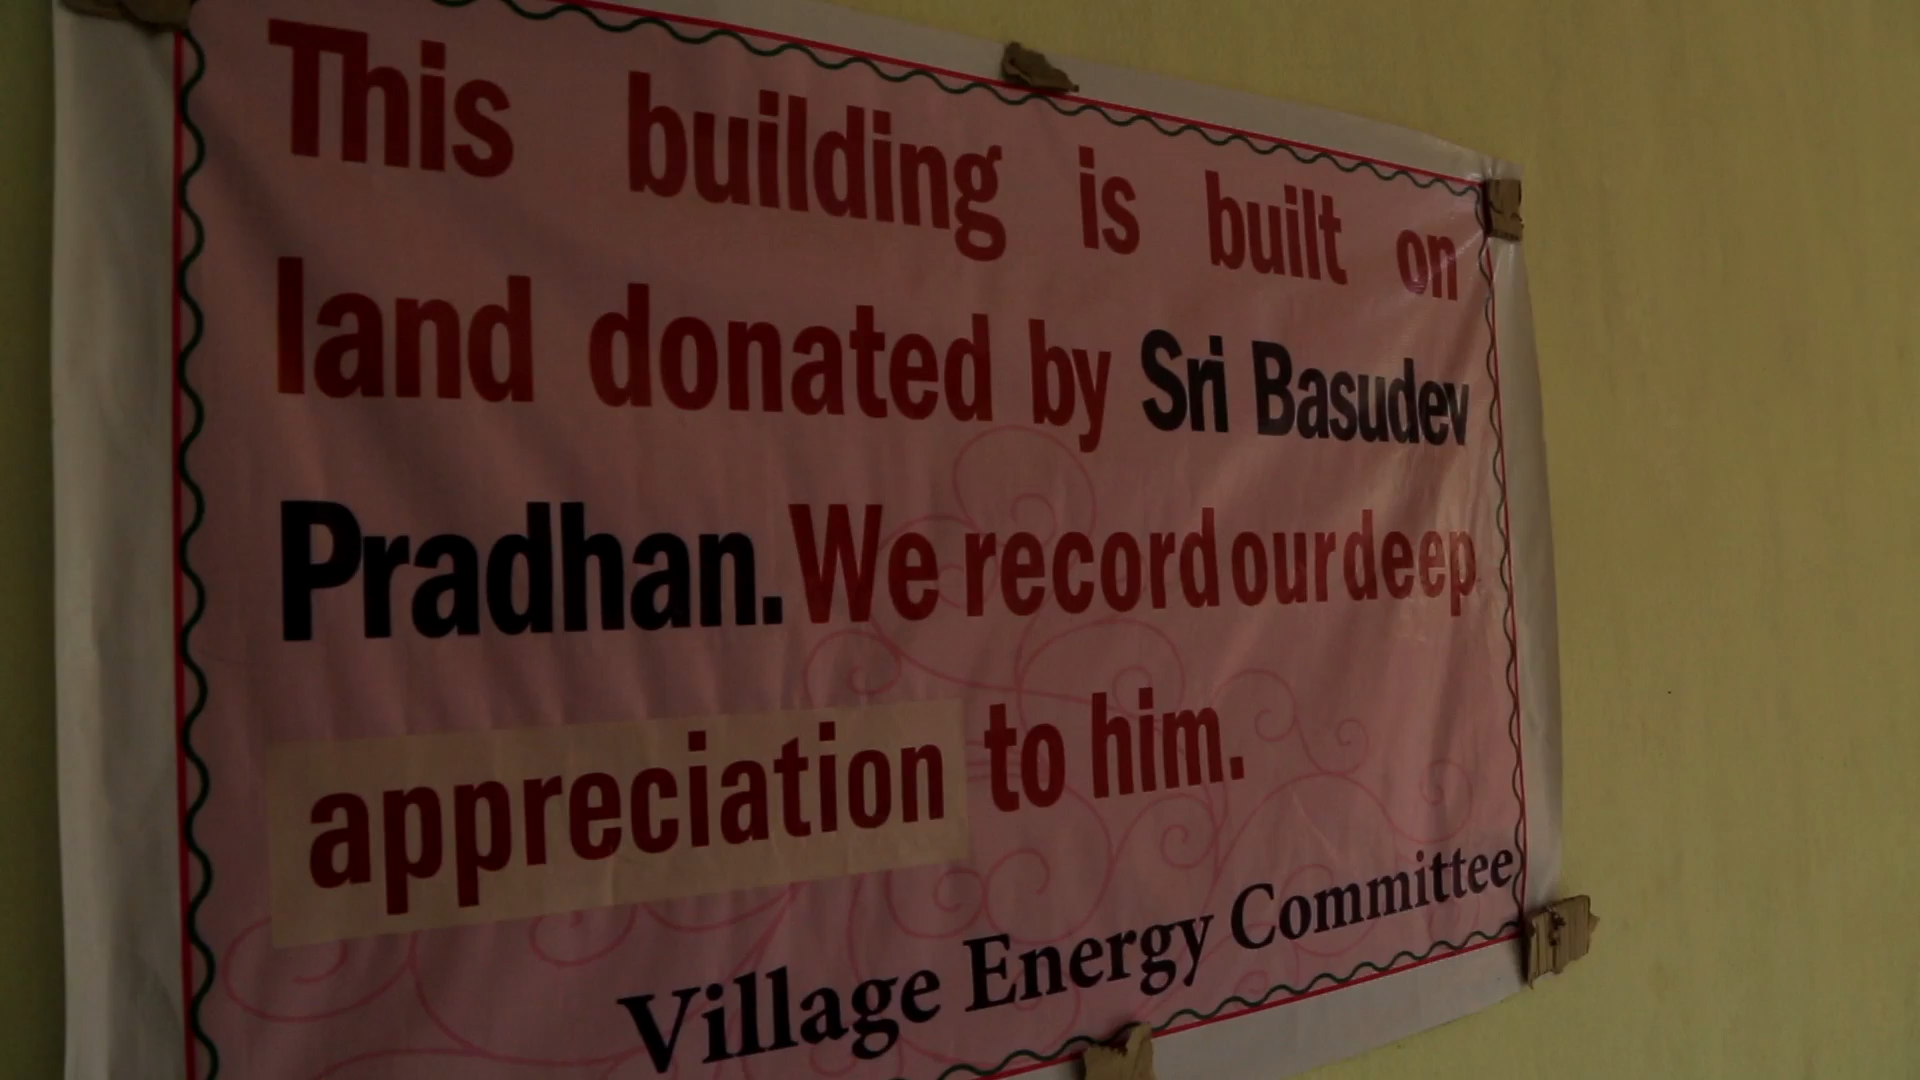 This building is built on
land donated by Sri Basudev
Pradhan. We record our deep
appreciation to him.
Village Energy Committee